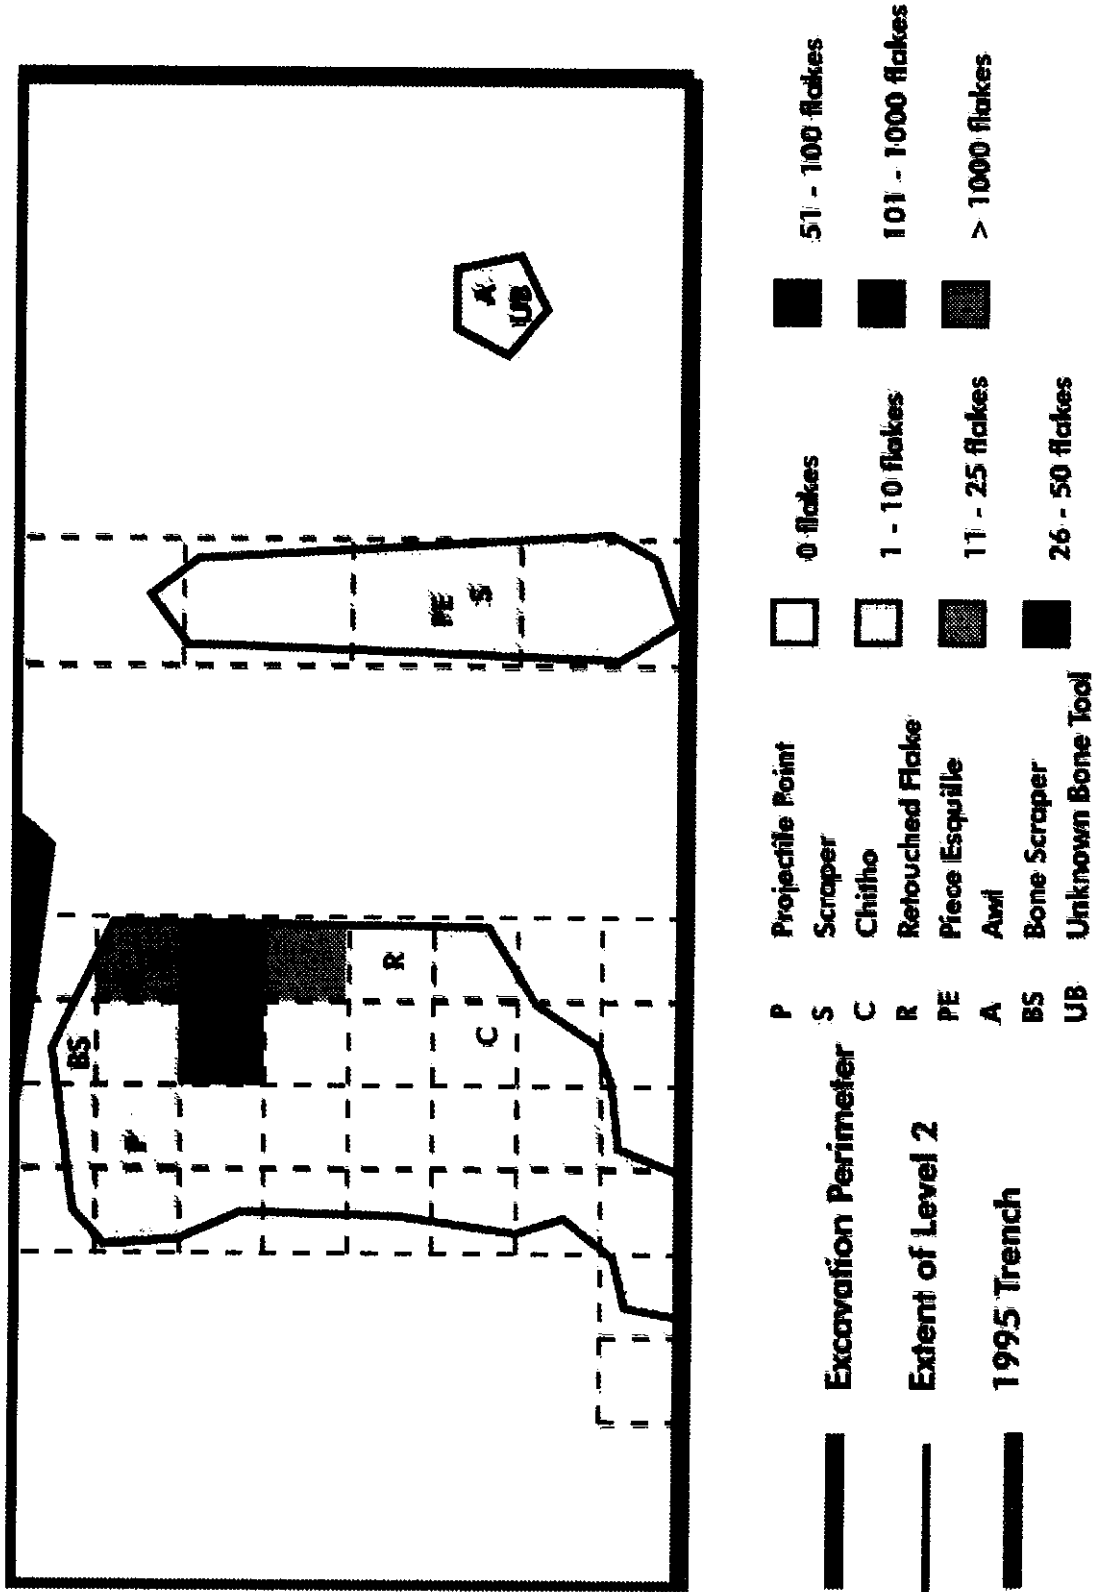 A
UB
PE
S
BS
P
R
C
Excavation Perimeter
Extent of Level 2
1995 Trench
P Projectile Point
S Scraper
C Chitho
R Retouched Flake
PE Piece Esquille
A Awl
BS Bone Scraper
UB Unknown Bone Tool
0 flakes
1 - 10 flakes
11 - 25 flakes
26 - 50 flakes
51 - 100 flakes
101 - 1000 flakes
> 1000 flakes